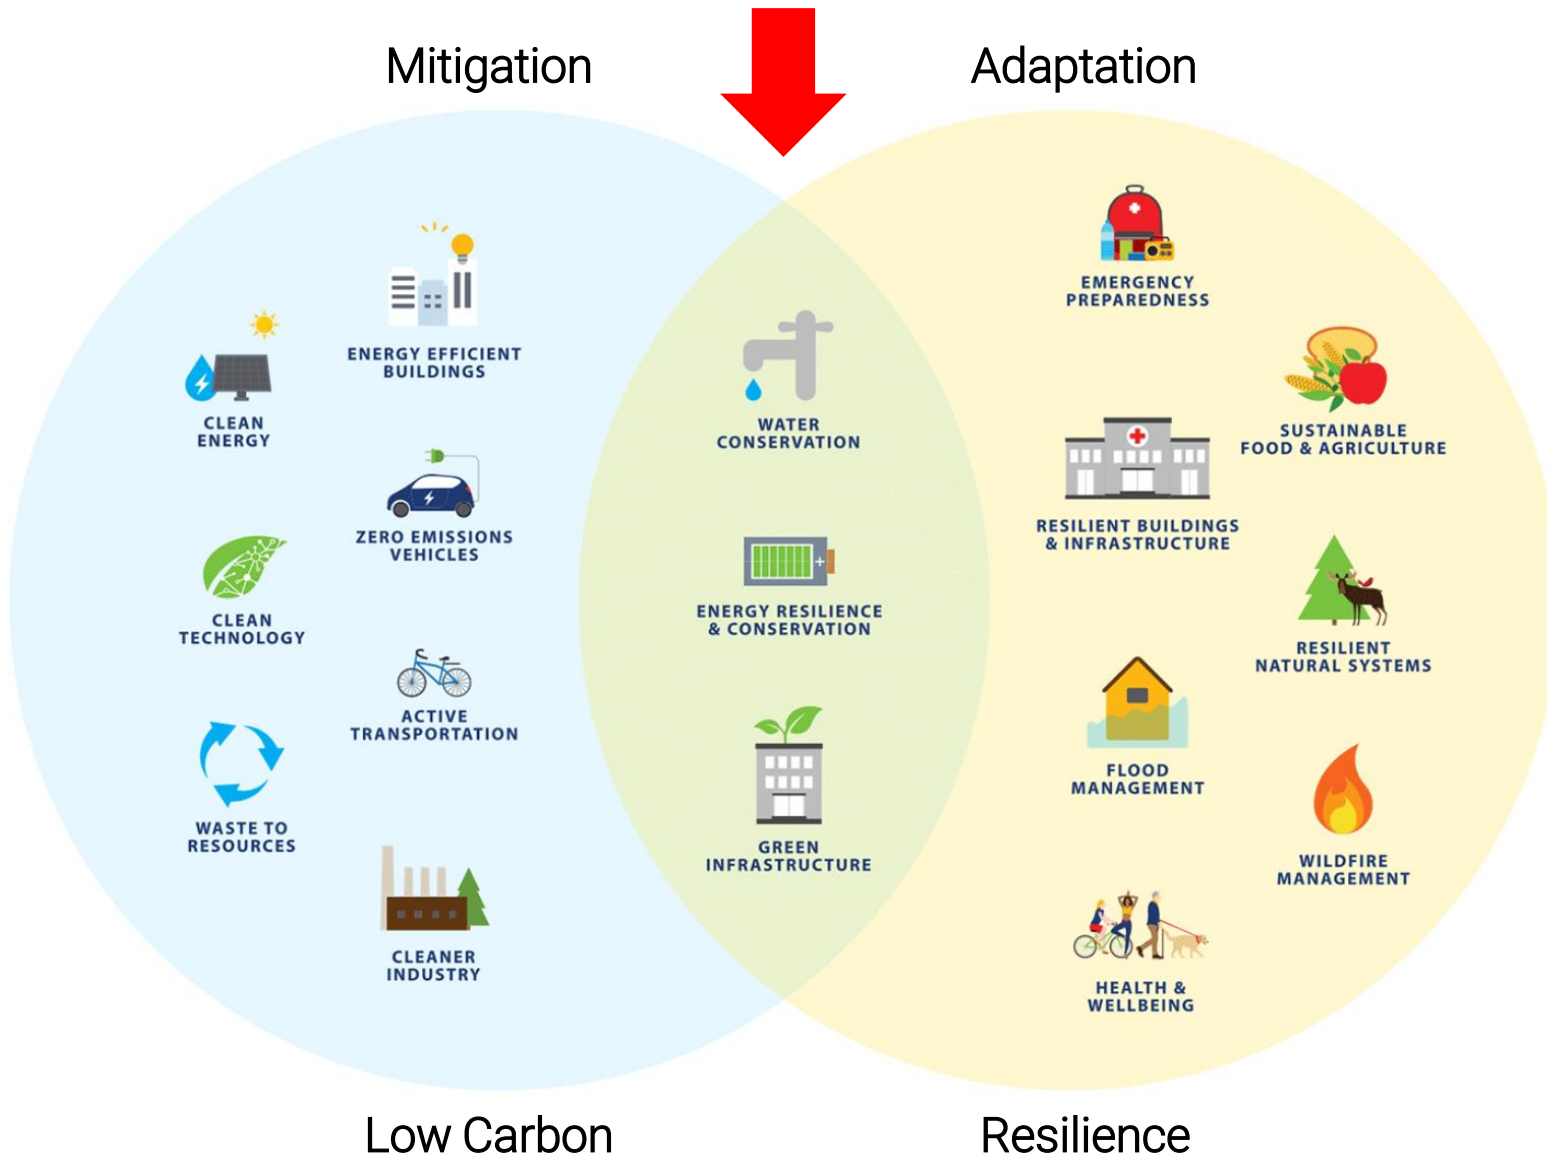 Mitigation
Adaptation
EMERGENCY
PREPAREDNESS
ENERGY EFFICIENT
BUILDINGS
CLEAN
ENERGY
WATER
CONSERVATION
SUSTAINABLE
FOOD & AGRICULTURE
ZERO EMISSIONS
VEHICLES
RESILIENT BUILDINGS
& INFRASTRUCTURE
CLEAN
TECHNOLOGY
ENERGY RESILIENCE
& CONSERVATION
RESILIENT
NATURAL SYSTEMS
ACTIVE
TRANSPORTATION
FLOOD
MANAGEMENT
WASTE TO
RESOURCES
GREEN
INFRASTRUCTURE
WILDFIRE
MANAGEMENT
CLEANER
INDUSTRY
HEALTH &
WELLBEING
Low Carbon
Resilience